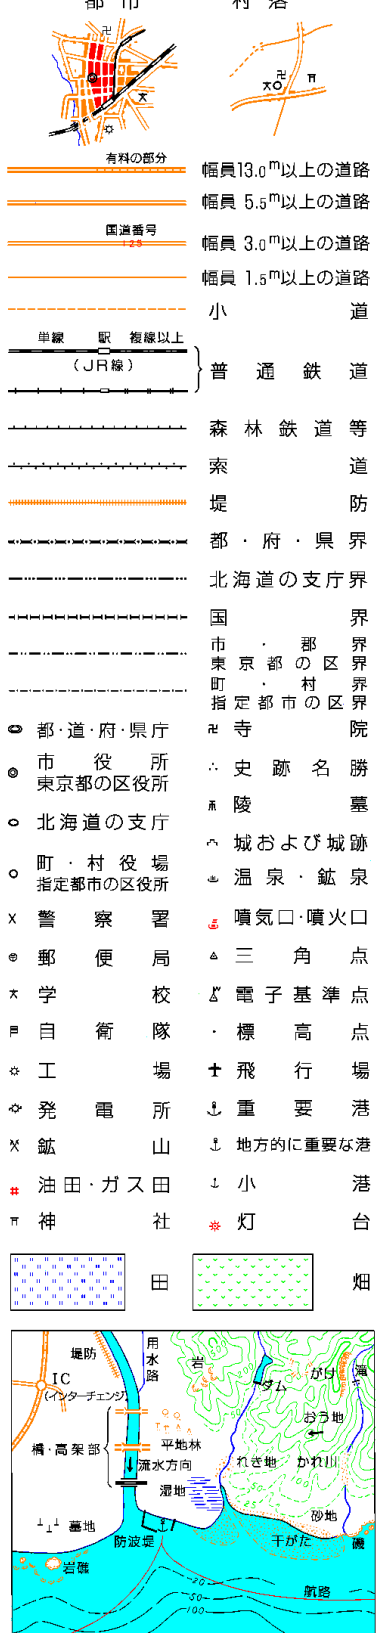 都市 村落
有料の部分
幅員13.0m以上の道路
幅員 5.5m以上の道路
国道番号
125
幅員 3.0m以上の道路
幅員 1.5m以上の道路
小道
単線 駅 複線以上
(JR線)
普通鉄道
森林鉄道等
索道
堤防
都・府・県界
北海道の支庁界
国界
市・郡界
東京都の区界
町・村界
指定都市の区界
都・道・府・県庁 寺院
市役所
東京都の区役所
史跡名勝
陵墓
北海道の支庁
城および城跡
町・村役場
指定都市の区役所
温泉・鉱泉
警察署 噴気口・噴火口
郵便局 三角点
学校 電子基準点
自衛隊 標高点
工場 飛行場
発電所 重要港
鉱山 地方的に重要な港
油田・ガス田 小港
神社 灯台
田 畑
堤防
用水路
岩
がけ
滝
IC
(インターチェンジ)
ダム
おう地
橋・高架部
平地林
流水方向
れき地 かれ川
湿地
墓地
防波堤
砂地
干がた
磯
岩礁
航路
-20
-50
-100
50
100
50